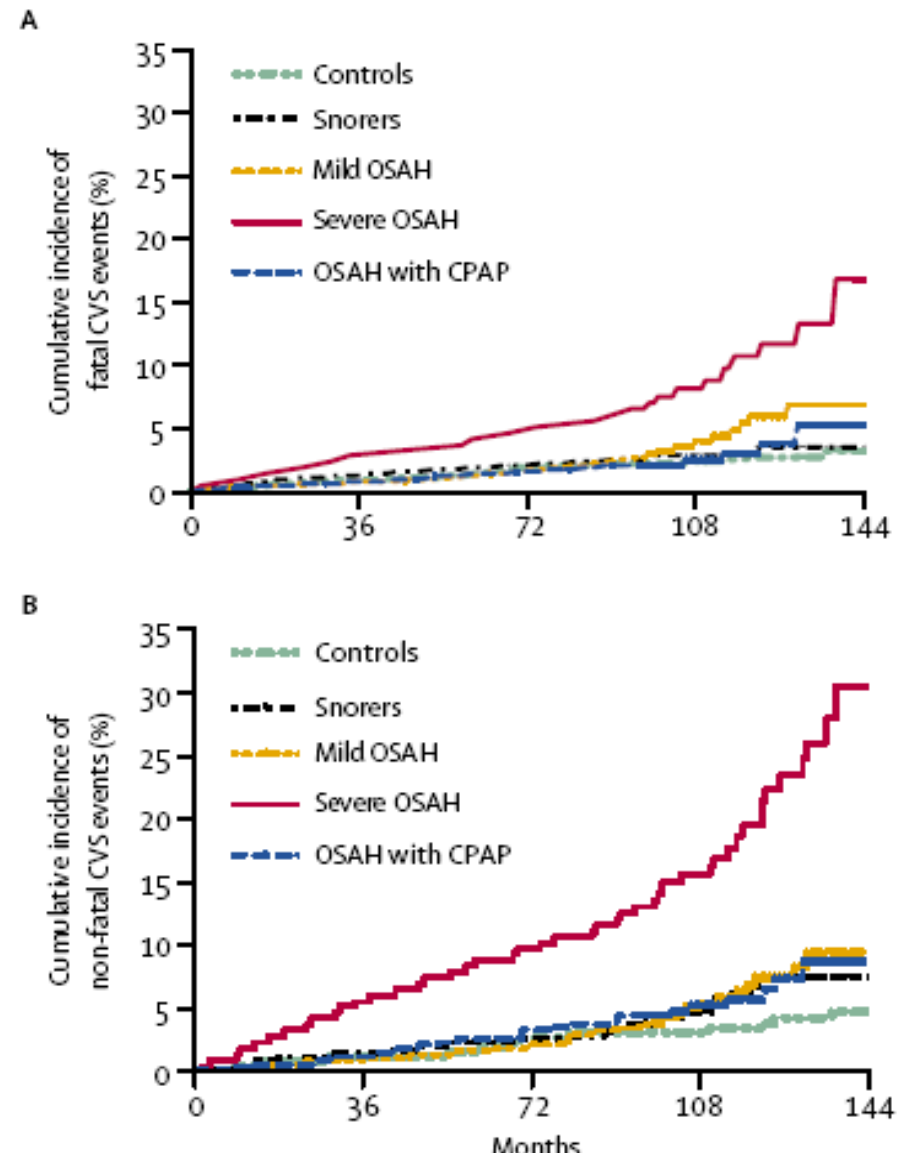 A
35
30
25
20
15
10
5
0
Cumulative incidence of
fatal CVS events (%)
Controls
Snorers
Mild OSAH
Severe OSAH
OSAH with CPAP
0 36 72 108 144
B
35
30
25
20
15
10
5
0
Cumulative incidence of
non-fatal CVS events (%)
Controls
Snorers
Mild OSAH
Severe OSAH
OSAH with CPAP
0 36 72 108 144
Months